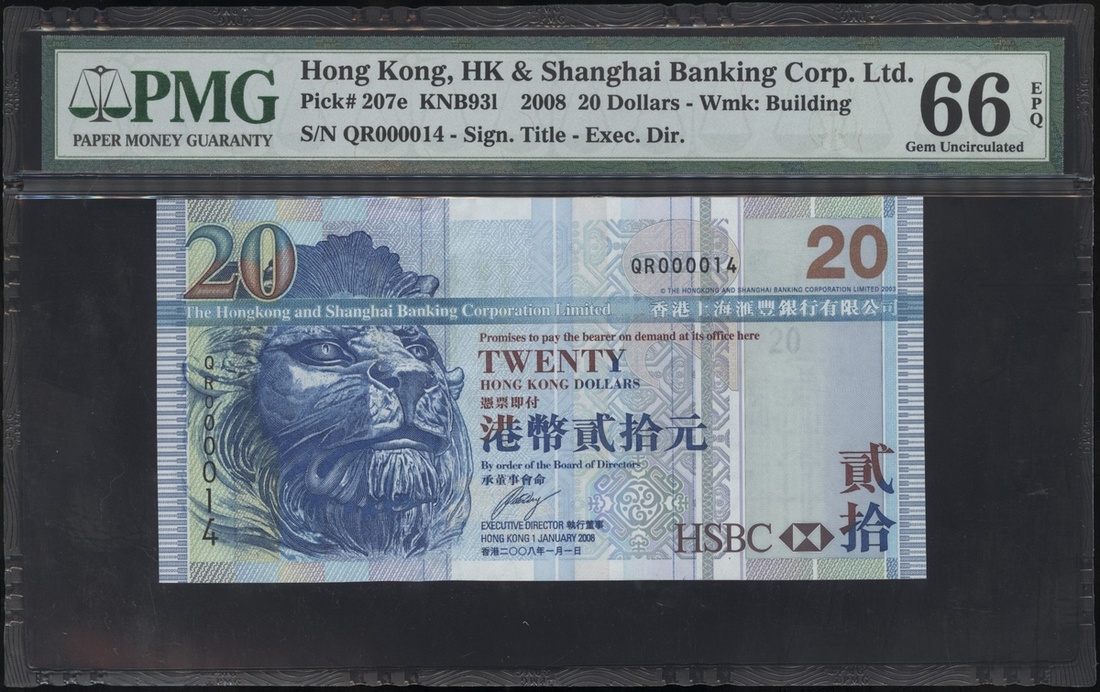 PMG
PAPER MONEY GUARANTY
Hong Kong, HK & Shanghai Banking Corp. Ltd.
Pick# 207e KNB93l 2008 20 Dollars - Wmk: Building
S/N QR000014 - Sign. Title - Exec. Dir.
66
EPQ
Gem Uncirculated
20
QR000014
20
© THE HONGKONG AND SHANGHAI BANKING CORPORATION LIMITED 2003
The Hongkong and Shanghai Banking Corporation Limited 香港上海滙豐銀行有限公司
Promises to pay the bearer on demand at its office here
20
TWENTY
HONG KONG DOLLARS
憑票即付
港幣貳拾元
By order of the Board of Directors
承董事會命
EXECUTIVE DIRECTOR 執行董事
HONG KONG 1 JANUARY 2008
香港二〇〇八年一月一日
QR000014
HSBC
貳拾